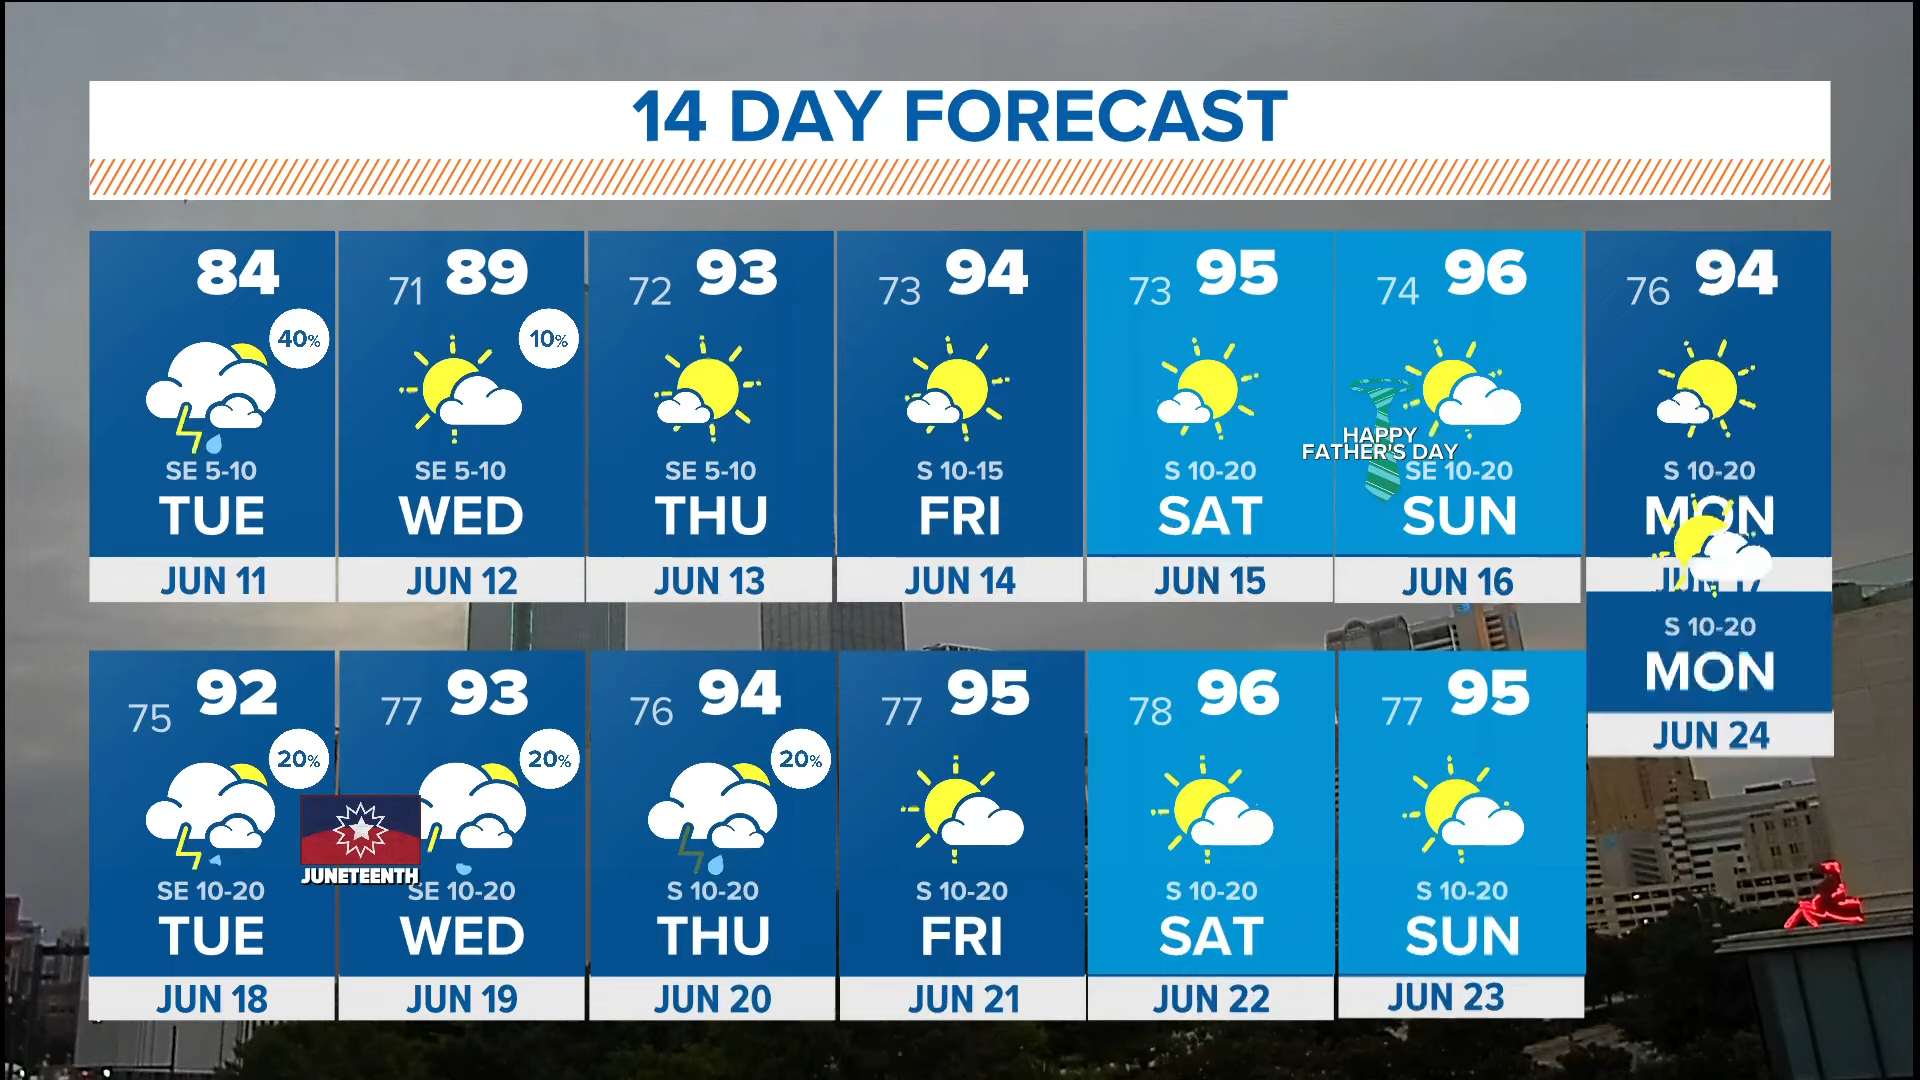 14 DAY FORECAST
84
40%
SE 5-10
TUE
JUN 11
71 89
10%
SE 5-10
WED
JUN 12
72 93
SE 5-10
THU
JUN 13
73 94
S 10-15
FRI
JUN 14
73 95
S 10-20
SAT
JUN 15
74 96
HAPPY
FATHER'S DAY
SE 10-20
SUN
JUN 16
76 94
S 10-20
MON
JUN 17
S 10-20
MON
JUN 24
75 92
20%
SE 10-20
TUE
JUN 18
JUNETEENTH
77 93
20%
SE 10-20
WED
JUN 19
76 94
20%
S 10-20
THU
JUN 20
77 95
S 10-20
FRI
JUN 21
78 96
S 10-20
SAT
JUN 22
77 95
S 10-20
SUN
JUN 23